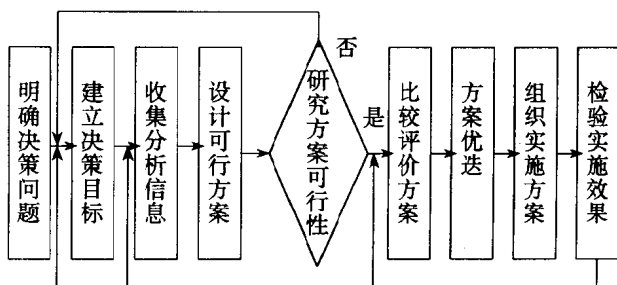 明确决策问题
建立决策目标
收集分析信息
设计可行方案
研究方案可行性
否
是
比较评价方案
方案优迭
组织实施方案
检验实施效果